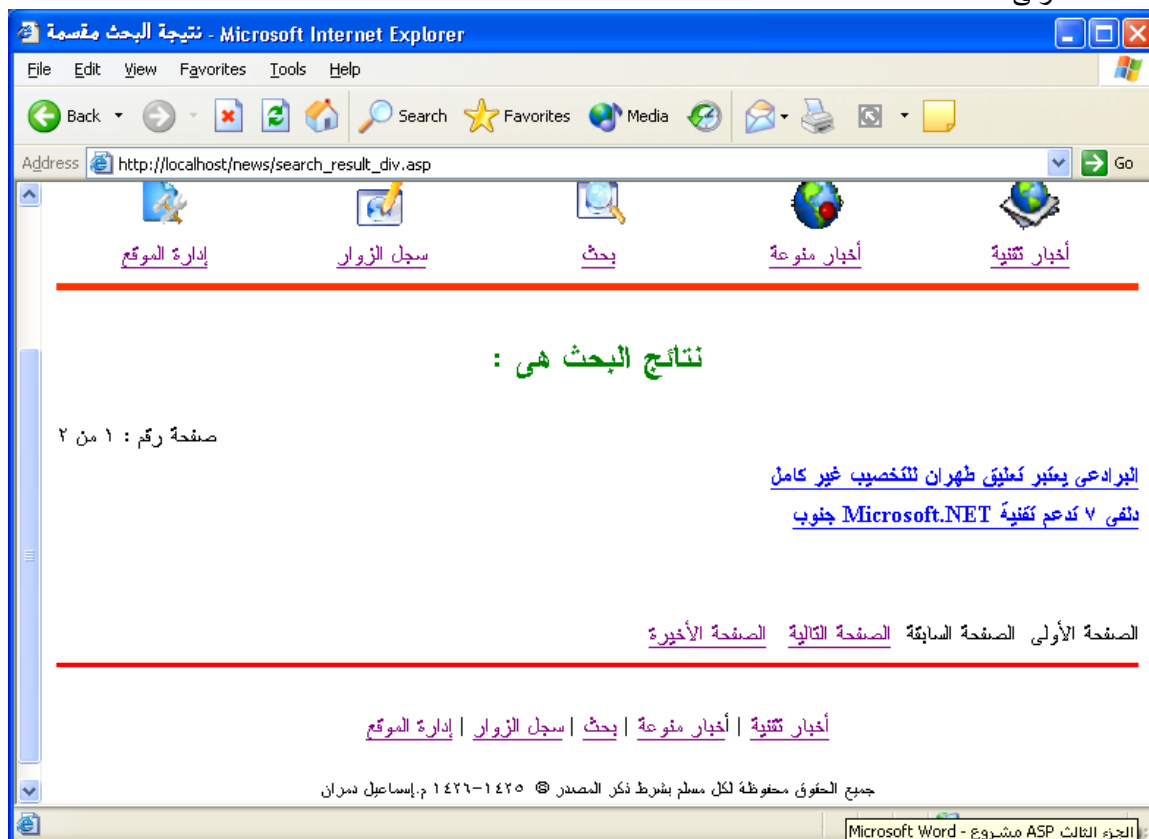 نتيجة البحث مقسمة - Microsoft Internet Explorer
File Edit View Favorites Tools Help
Back Search Favorites Media
Address http://localhost/news/search_result_div.asp Go
أخبار تقنية أخبار منوعة بحث سجل الزوار إدارة الموقع
نتائج البحث هى :
صفحة رقم : ١ من ٢
البرادعى يعتبر تعليق طهران للتخصيب غير كامل
دلفى ٧ تدعم تقنية Microsoft.NET جنوب
الصفحة الأولى الصفحة السابقة الصفحة التالية الصفحة الأخيرة
أخبار تقنية | أخبار منوعة | بحث | سجل الزوار | إدارة الموقع
جميع الحقوق محفوظة لكل مسلم بشرط ذكر المصدر © ١٤٢٥-١٤٢٦ م.إسماعيل دمران
الجزء الثالث ASP مشروع - Microsoft Word